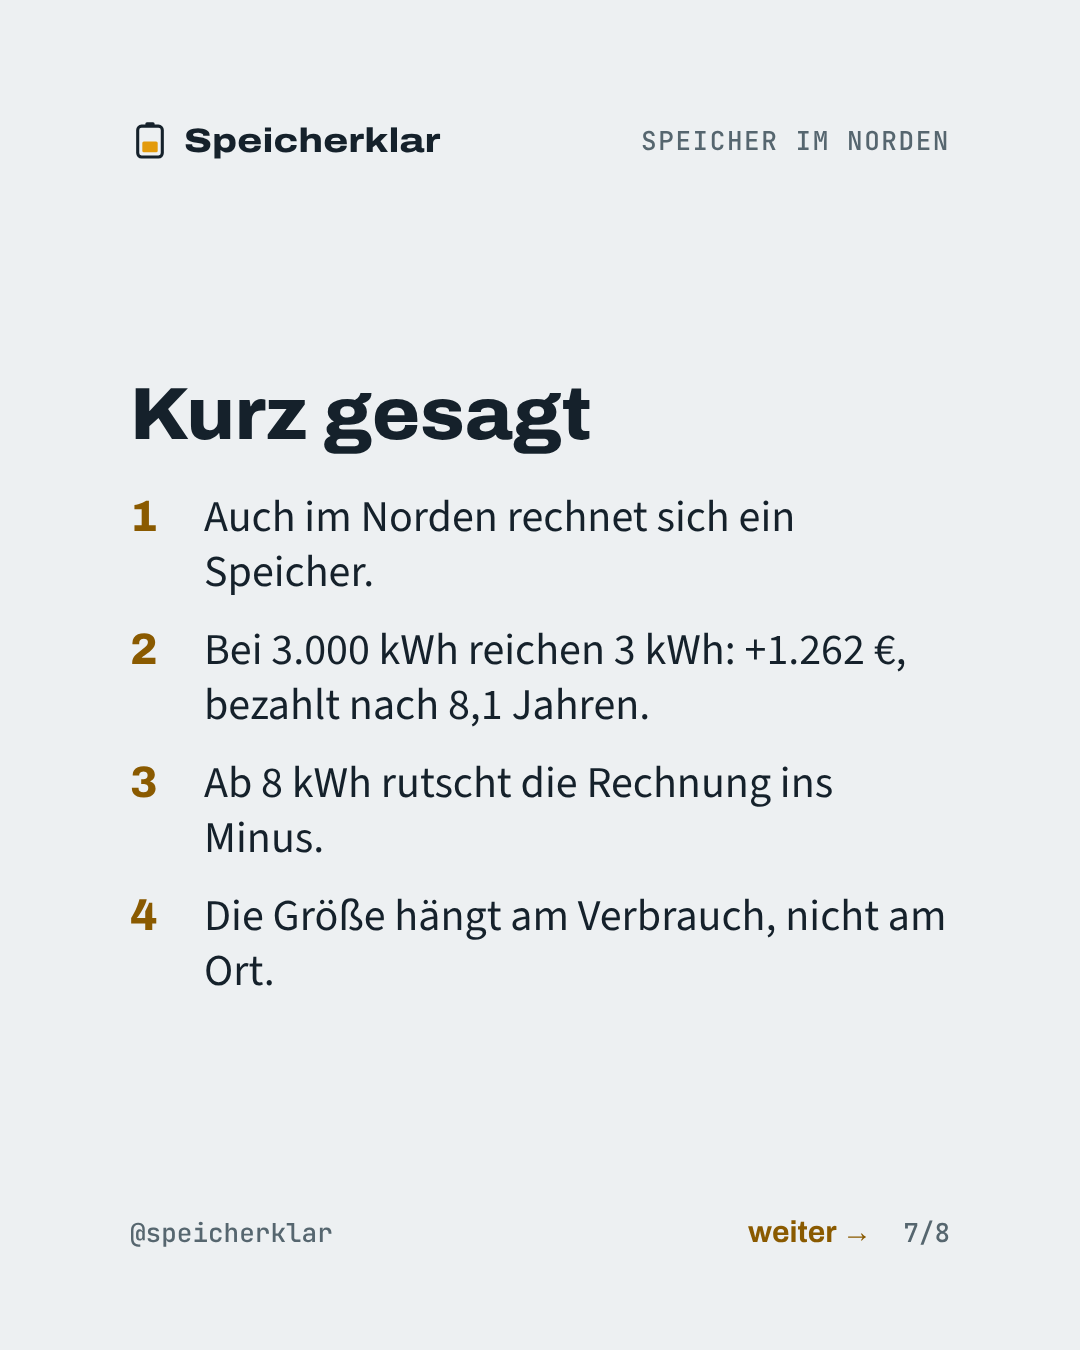 Speicherklar
SPEICHER IM NORDEN
Kurz gesagt
1 Auch im Norden rechnet sich ein
Speicher.
2 Bei 3.000 kWh reichen 3 kWh: +1.262 €,
bezahlt nach 8,1 Jahren.
3 Ab 8 kWh rutscht die Rechnung ins
Minus.
4 Die Größe hängt am Verbrauch, nicht am
Ort.
@speicherklar
weiter → 7/8